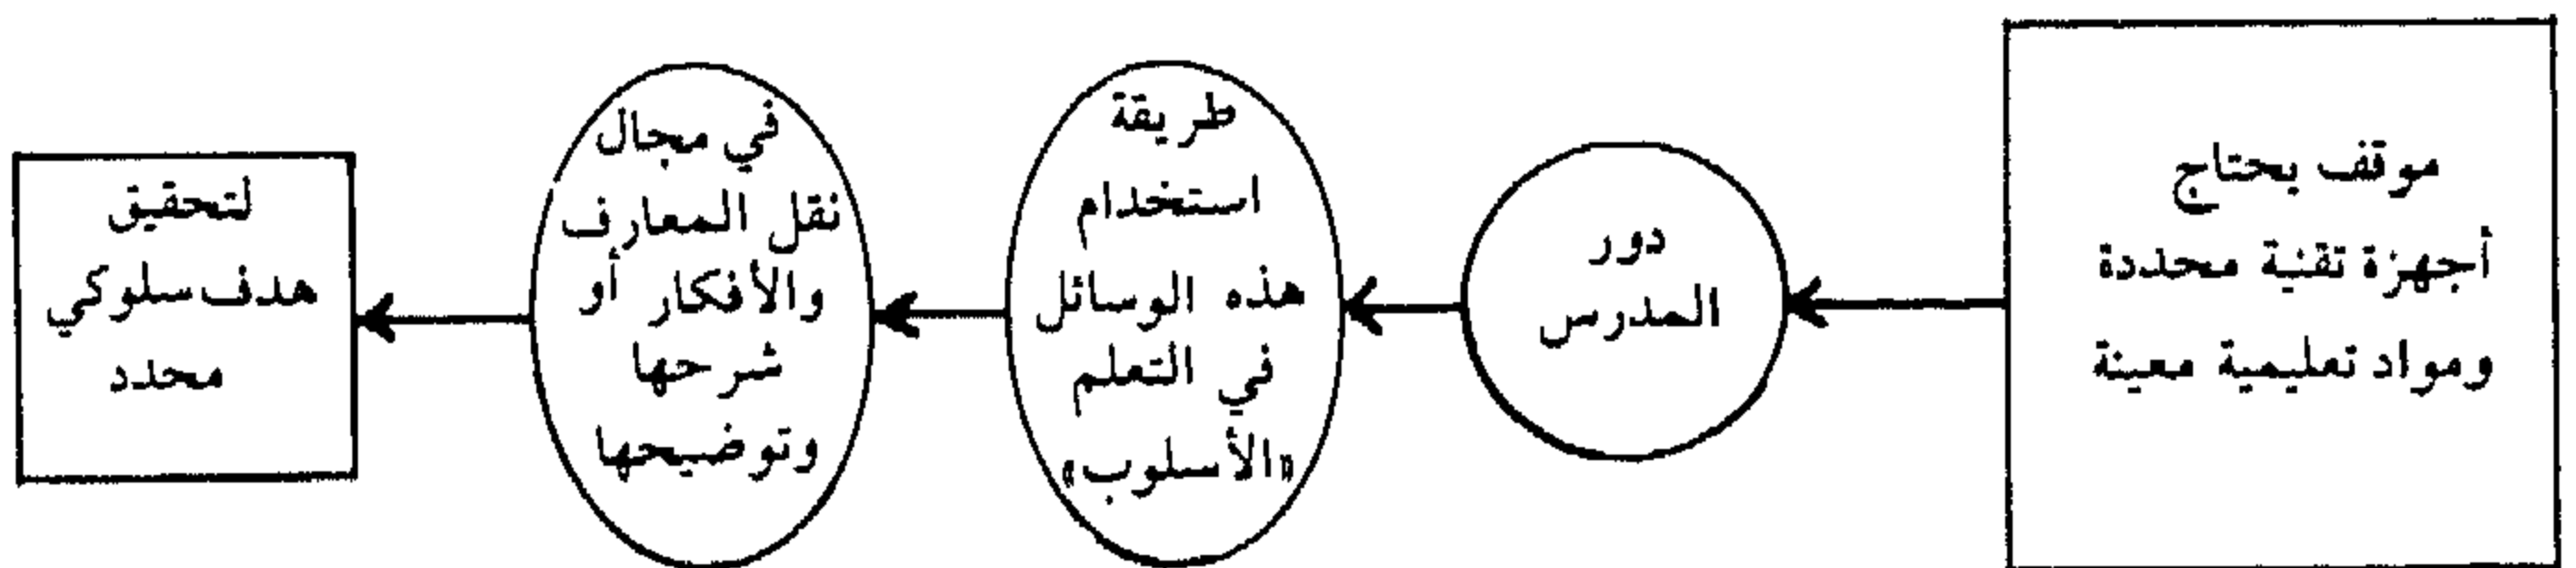 موقف يحتاج
أجهزة تقنية محددة
ومواد تعليمية معينة
دور
المدرس
طريقة
استخدام
هذه الوسائل
في التعلم
«الأسلوب»
في مجال
نقل المعارف
والأفكار أو
شرحها
وتوضيحها
لتحقيق
هدف سلوكي
محدد